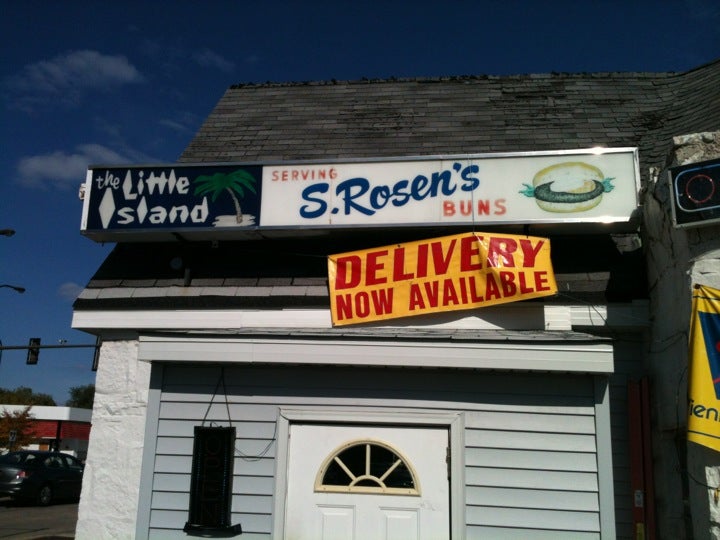 the Little
Island
SERVING
S. Rosen's
BUNS
DELIVERY
NOW AVAILABLE